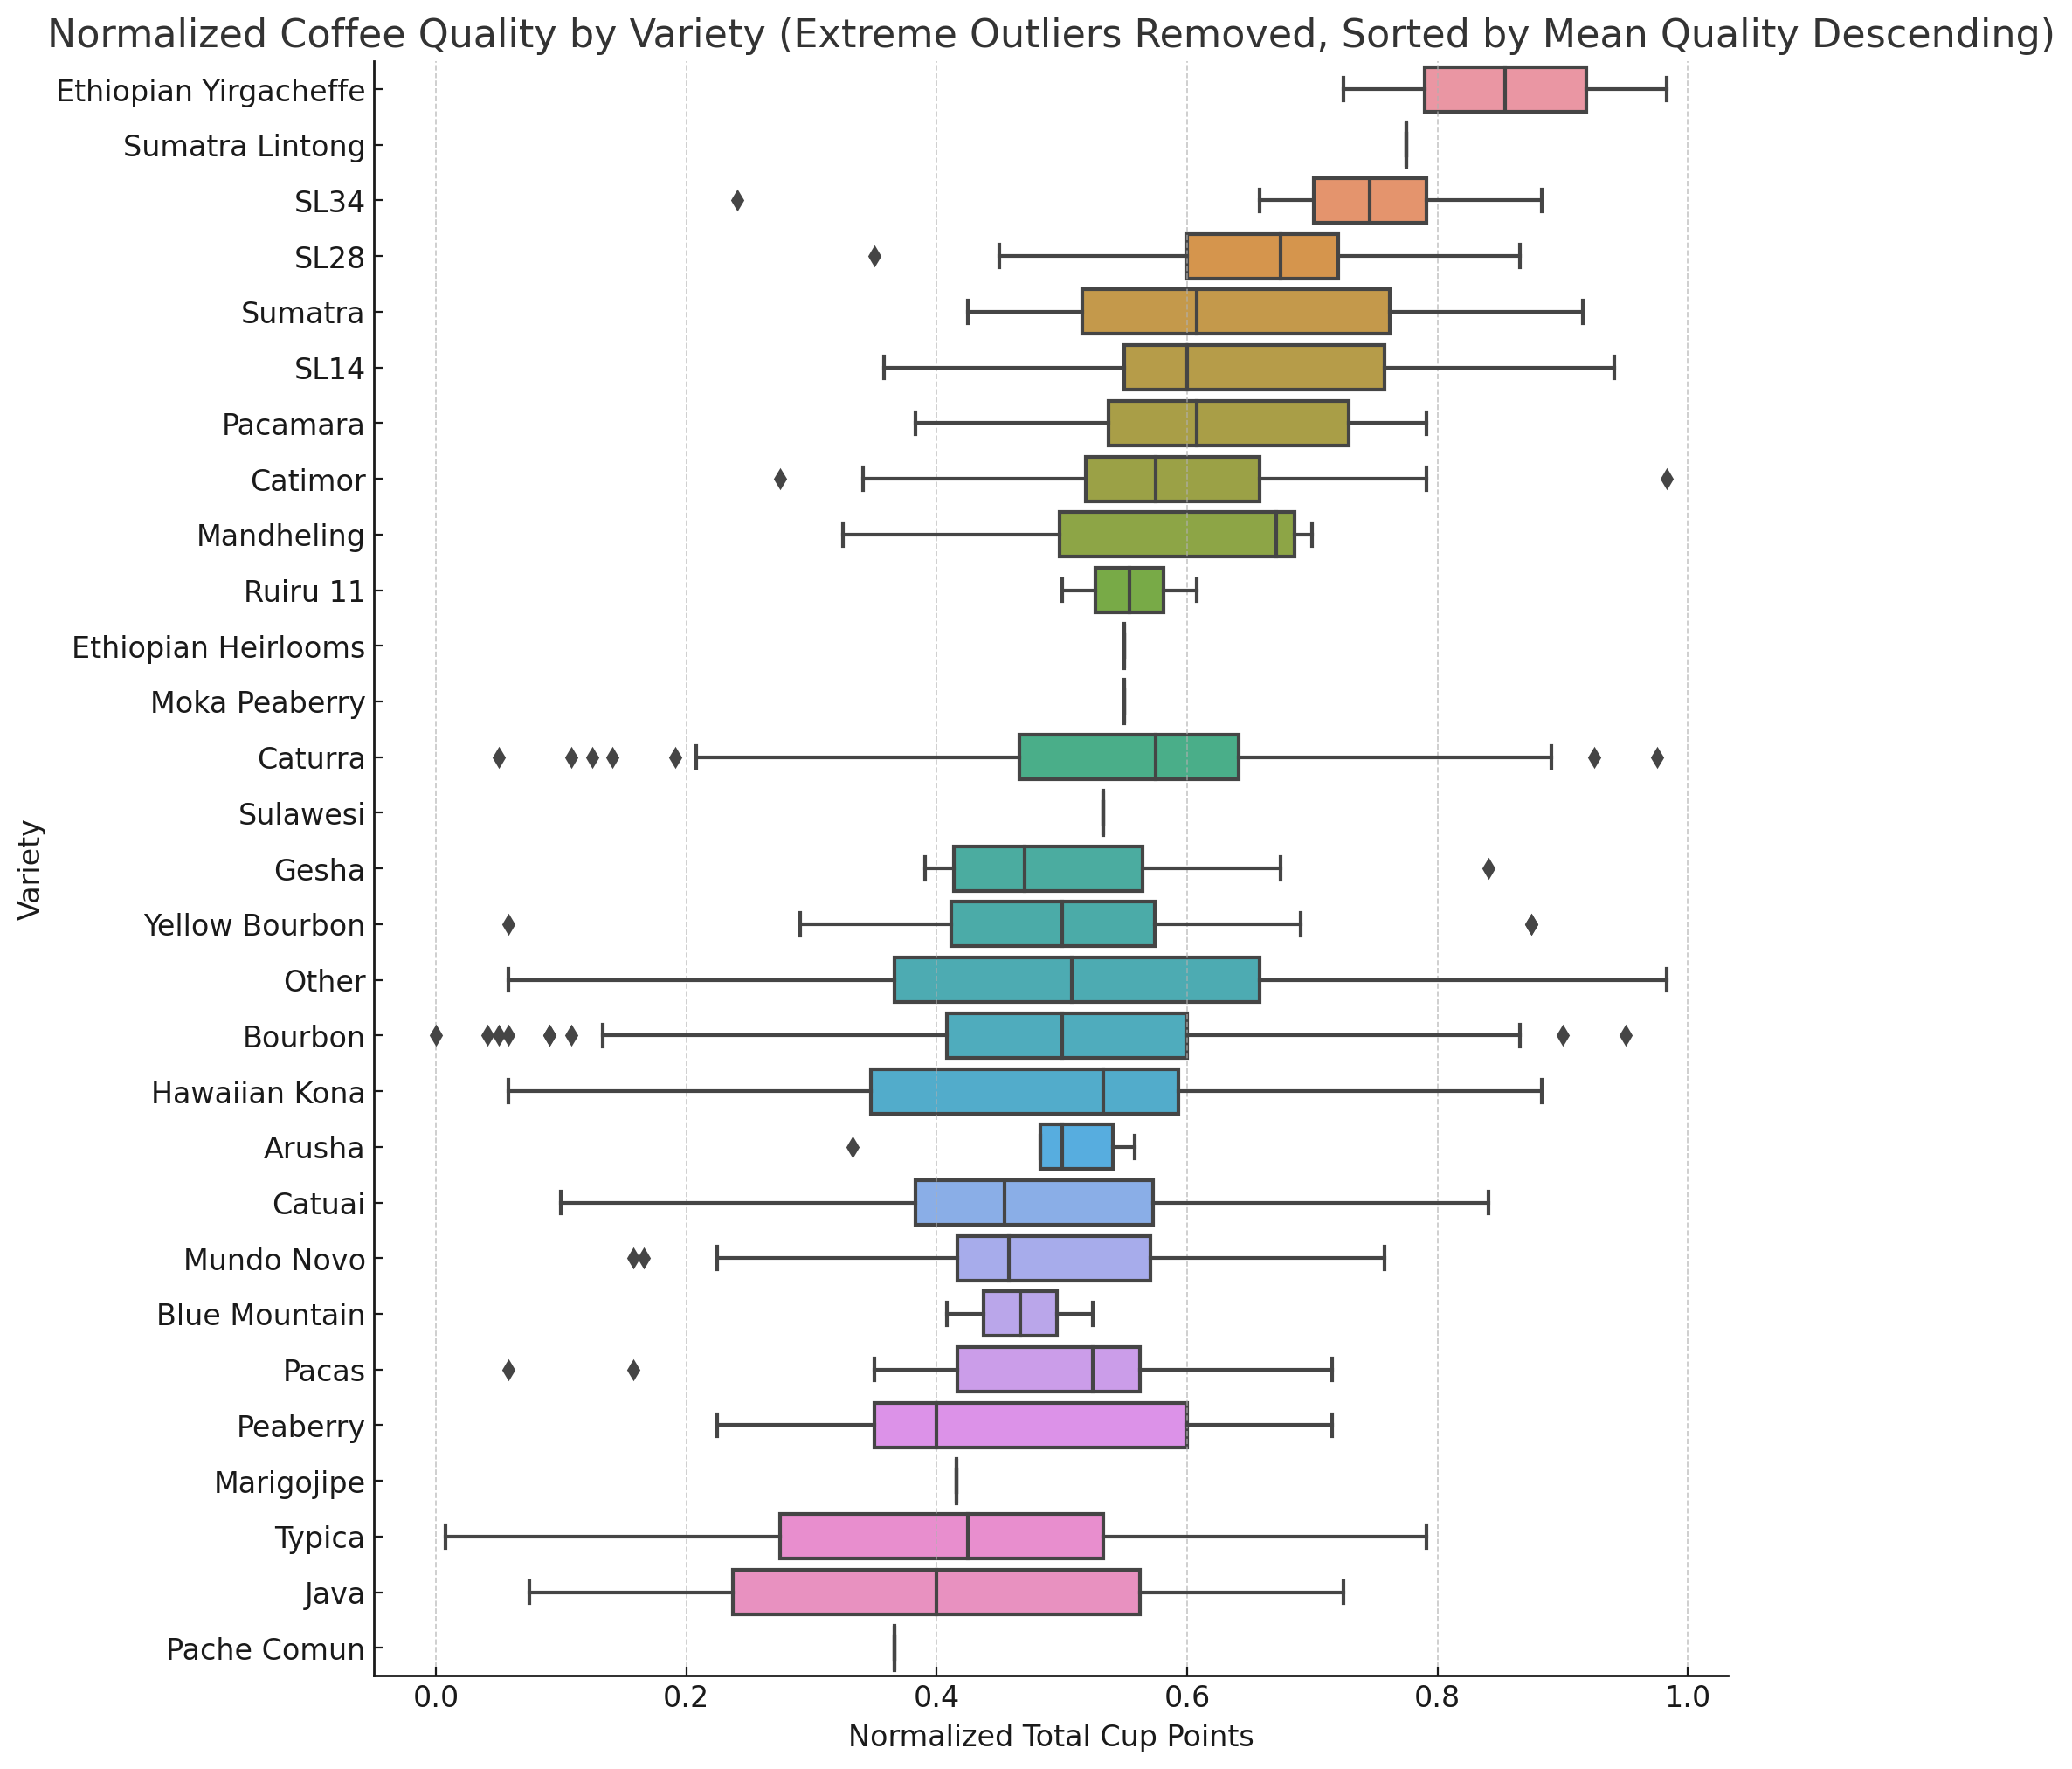 Normalized Coffee Quality by Variety (Extreme Outliers Removed, Sorted by Mean Quality Descending)
Variety
Ethiopian Yirgacheffe
Sumatra Lintong
SL34
SL28
Sumatra
SL14
Pacamara
Catimor
Mandheling
Ruiru 11
Ethiopian Heirlooms
Moka Peaberry
Caturra
Sulawesi
Gesha
Yellow Bourbon
Other
Bourbon
Hawaiian Kona
Arusha
Catuai
Mundo Novo
Blue Mountain
Pacas
Peaberry
Marigojipe
Typica
Java
Pache Comun
0.0 0.2 0.4 0.6 0.8 1.0
Normalized Total Cup Points